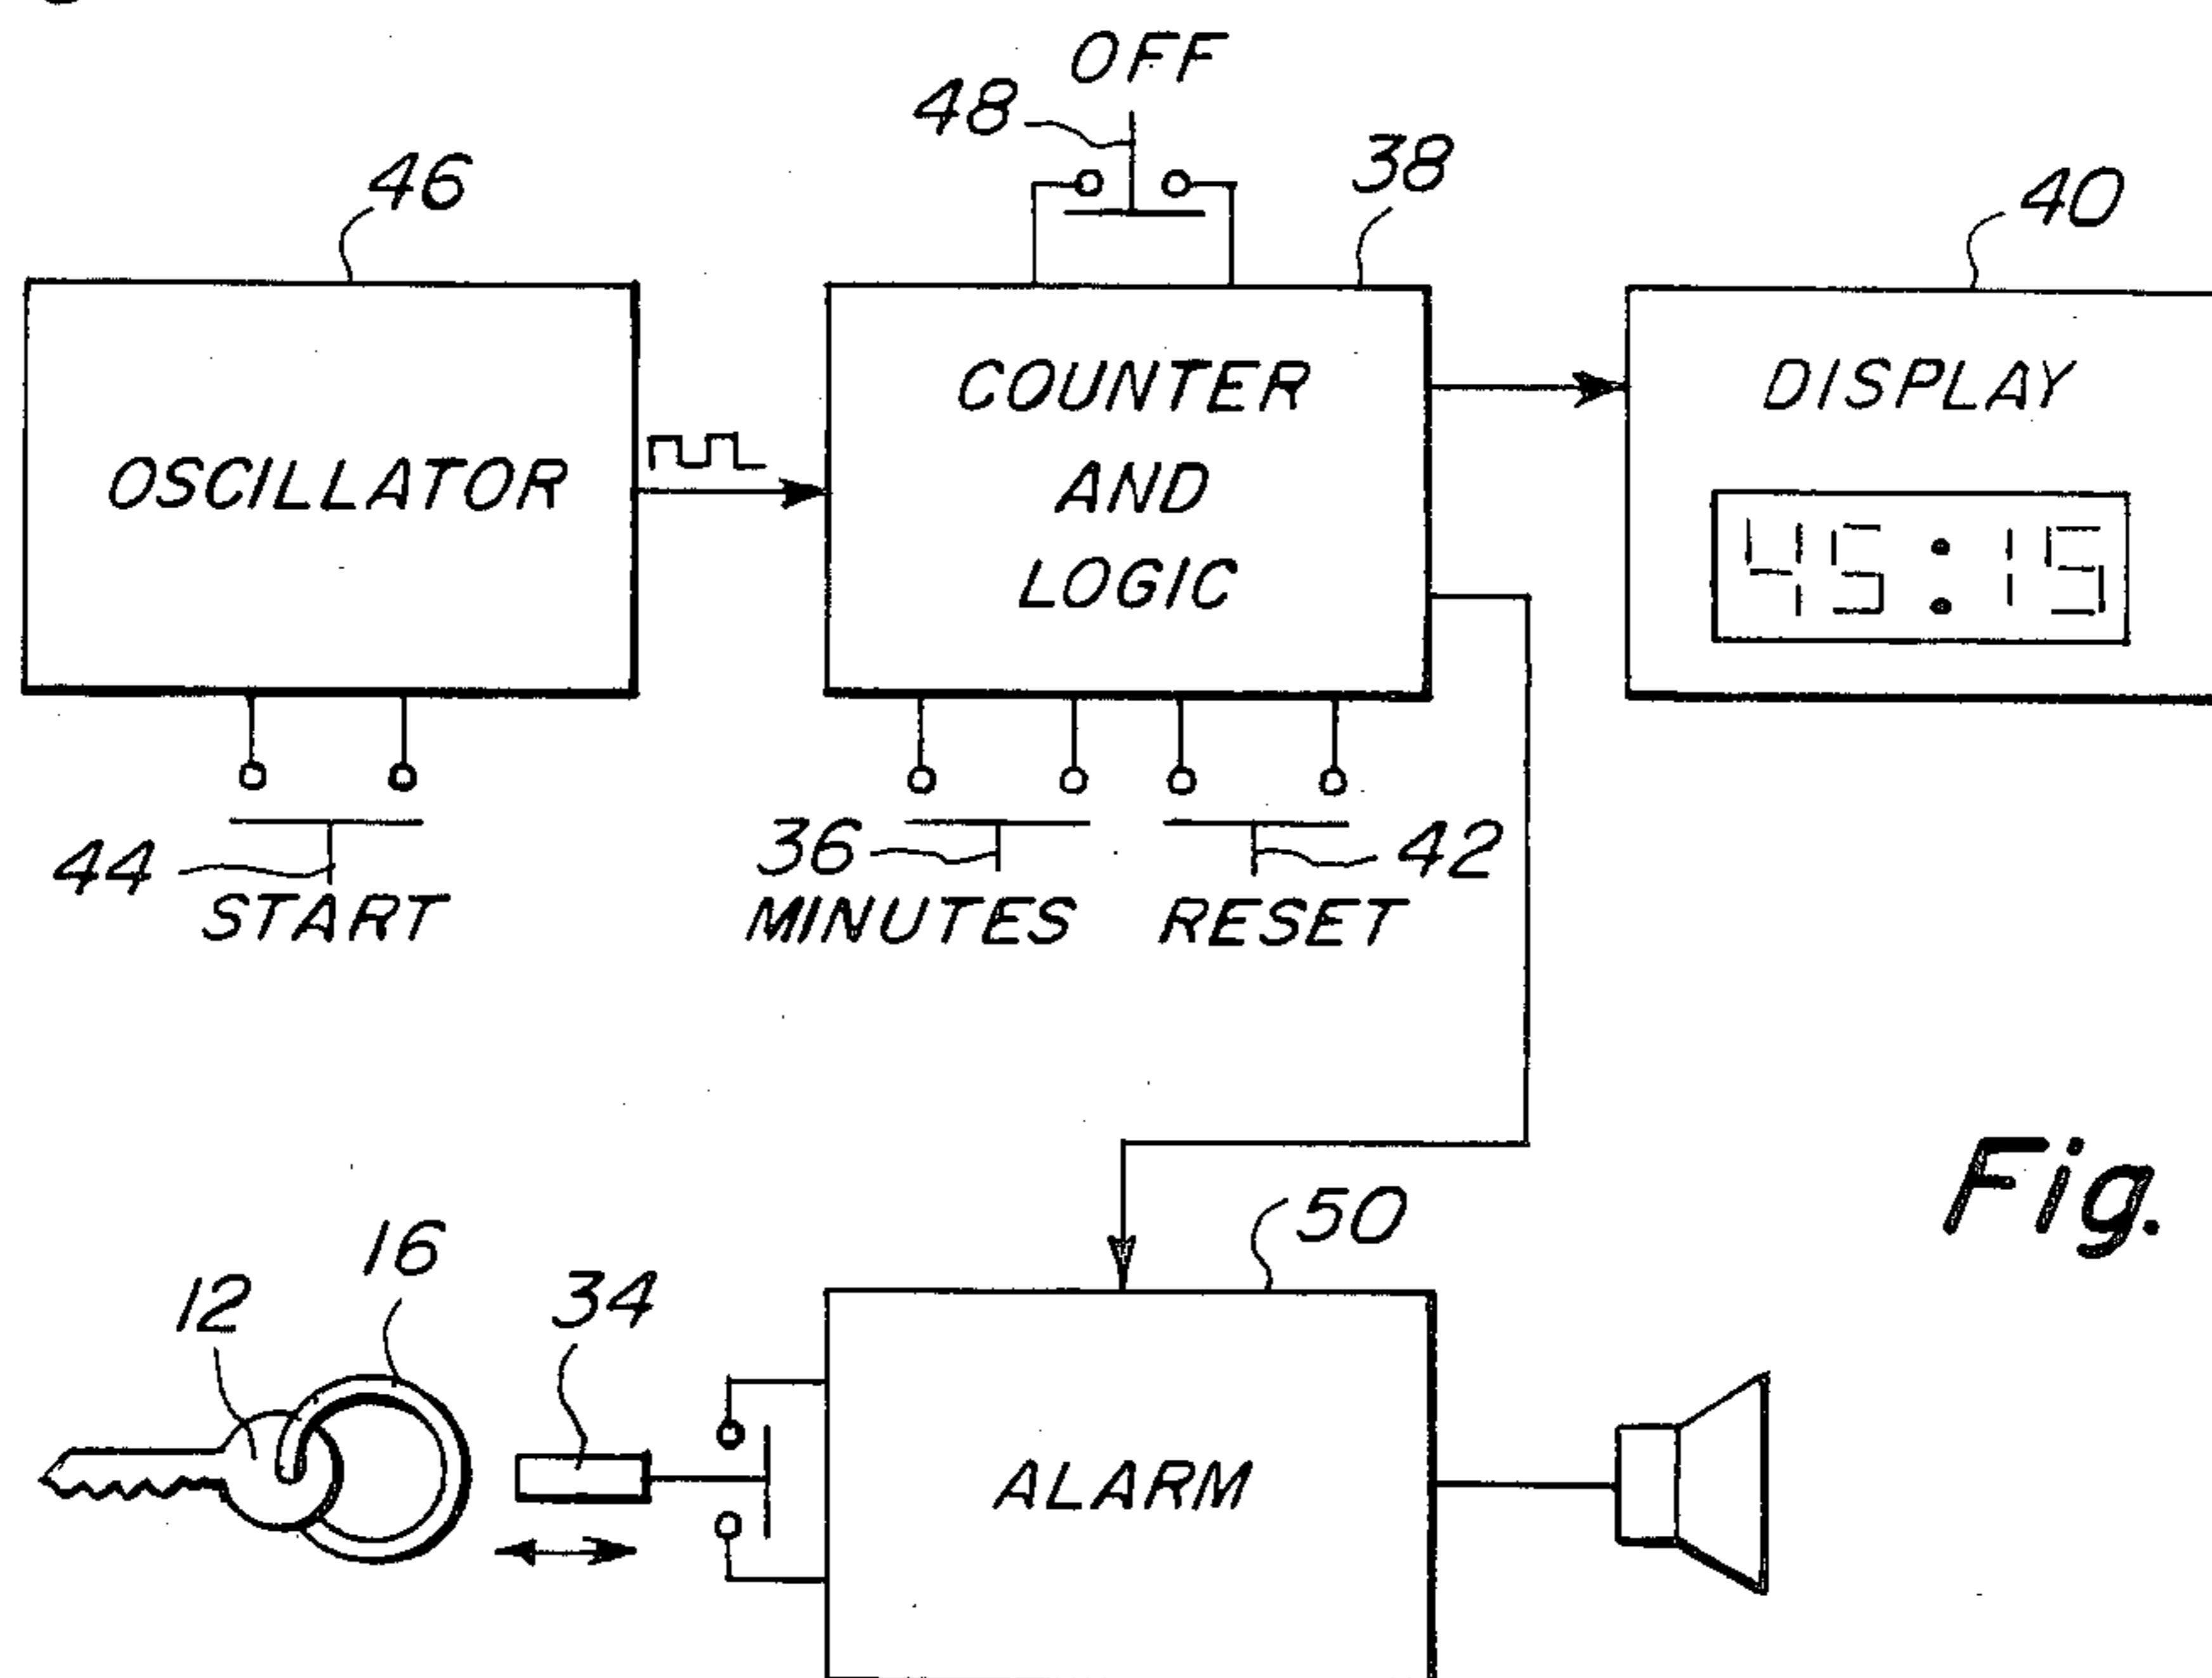 OFF
48
38
46
40
OSCILLATOR
COUNTER
AND
LOGIC
DISPLAY
45:15
44
START
36
MINUTES
42
RESET
Fig.
50
16
12
34
ALARM